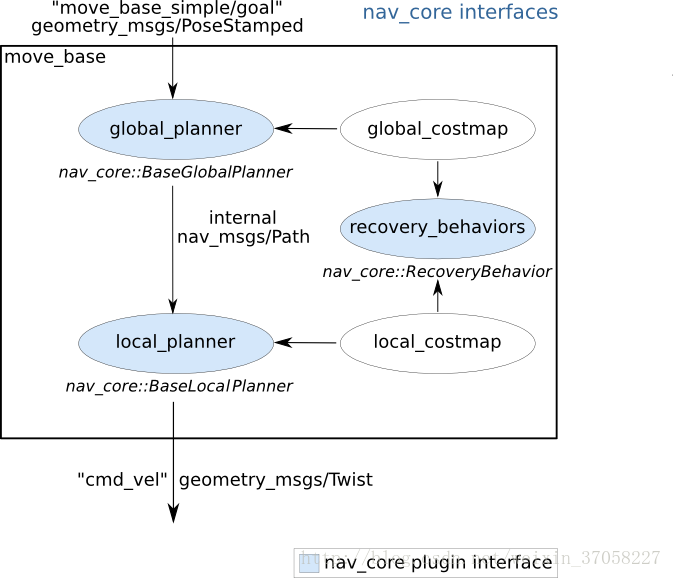 "move_base_simple/goal"
geometry_msgs/PoseStamped
nav_core interfaces
move_base
global_planner
global_costmap
nav_core::BaseGlobalPlanner
internal
nav_msgs/Path
recovery_behaviors
nav_core::RecoveryBehavior
local_planner
local_costmap
nav_core::BaseLocalPlanner
"cmd_vel" geometry_msgs/Twist
nav_core plugin interface